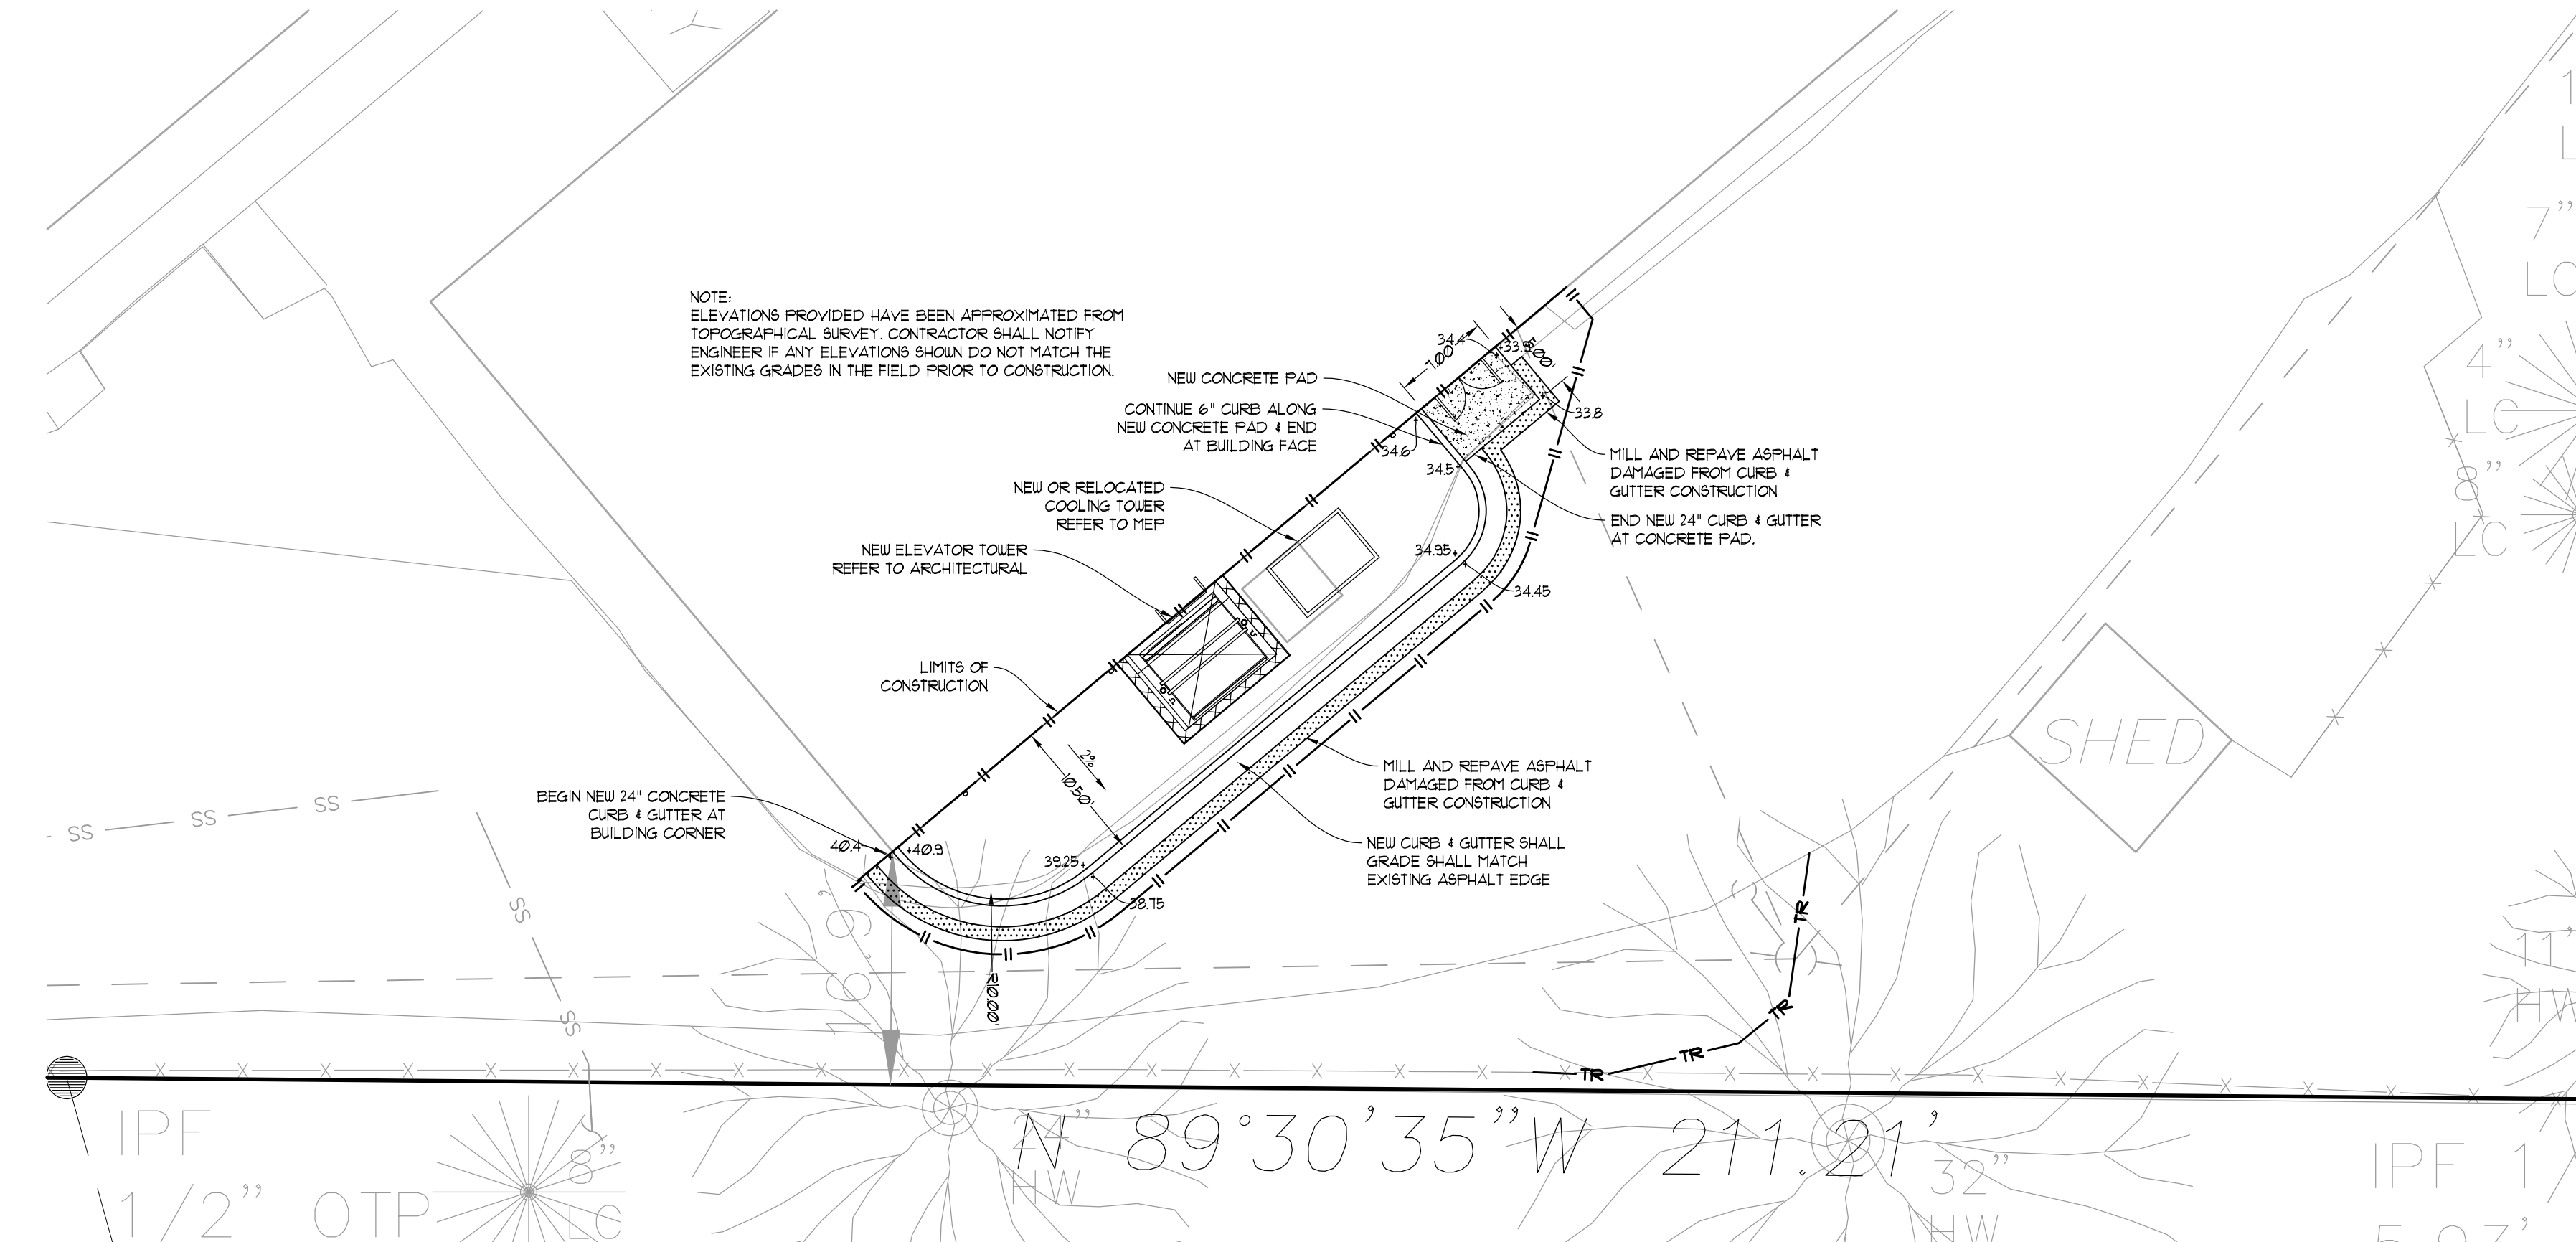 NOTE:
ELEVATIONS PROVIDED HAVE BEEN APPROXIMATED FROM
TOPOGRAPHICAL SURVEY. CONTRACTOR SHALL NOTIFY
ENGINEER IF ANY ELEVATIONS SHOWN DO NOT MATCH THE
EXISTING GRADES IN THE FIELD PRIOR TO CONSTRUCTION.
NEW CONCRETE PAD
CONTINUE 6" CURB ALONG
NEW CONCRETE PAD & END
AT BUILDING FACE
NEW OR RELOCATED
COOLING TOWER
REFER TO MEP
NEW ELEVATOR TOWER
REFER TO ARCHITECTURAL
LIMITS OF
CONSTRUCTION
BEGIN NEW 24" CONCRETE
CURB & GUTTER AT
BUILDING CORNER
34.4
7.00'
5.00'
33.8
34.6
34.5
34.95
34.45
MILL AND REPAVE ASPHALT
DAMAGED FROM CURB &
GUTTER CONSTRUCTION
END NEW 24" CURB & GUTTER
AT CONCRETE PAD.
2%
10.50'
MILL AND REPAVE ASPHALT
DAMAGED FROM CURB &
GUTTER CONSTRUCTION
NEW CURB & GUTTER SHALL
GRADE SHALL MATCH
EXISTING ASPHALT EDGE
40.4
40.9
39.25
38.75
R10.00'
16.9'
SS
SS
SS
SS
SS
TR
TR
TR
TR
SHED
7"
LC
4"
LC
8"
LC
11"
HW
IPF
1/2" OTP
8"
LC
24"
HW
N 89°30'35"W 211.21'
32"
HW
IPF 1